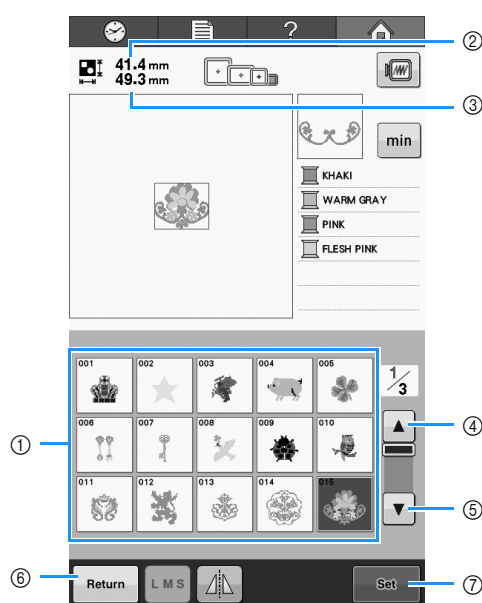 ?
②
41.4 mm
49.3 mm
③
min
KHAKI
WARM GRAY
PINK
FLESH PINK
001 002 003 004 005
1/3
006 007 008 009 010
④
①
011 012 013 014 015
⑤
⑥
Return
L M S
Set
⑦